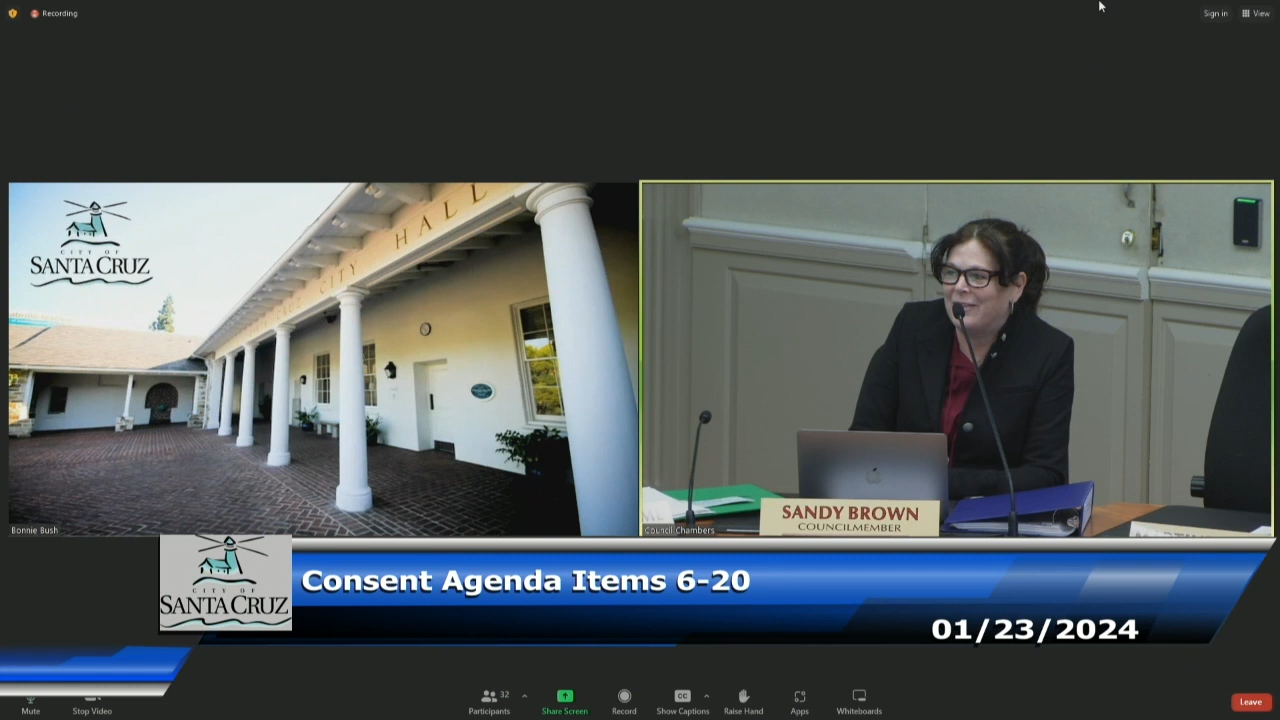 Recording
Sign in
View
CITY OF
SANTA CRUZ
CITY HALL
Bonnie Bush
SANDY BROWN
COUNCILMEMBER
Council Chambers
CITY OF
SANTA CRUZ
Consent Agenda Items 6-20
01/23/2024
Mute
Stop Video
32
Participants
Share Screen
Record
CC
Show Captions
Raise Hand
Apps
Whiteboards
Leave